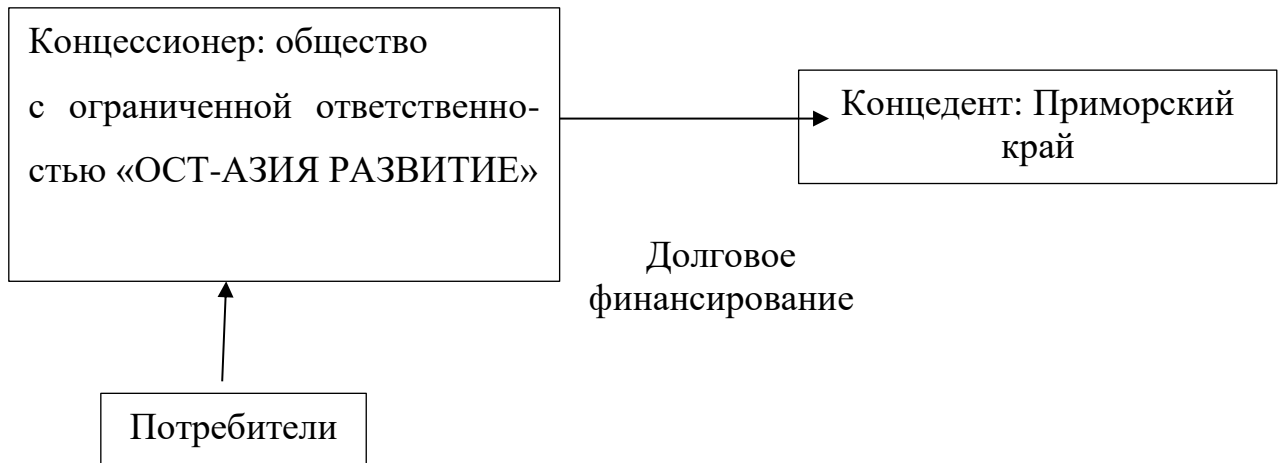 Концессионер: общество
с ограниченной ответственно-
стью «ОСТ-АЗИЯ РАЗВИТИЕ»
Концедент: Приморский
край
Долговое
финансирование
Потребители